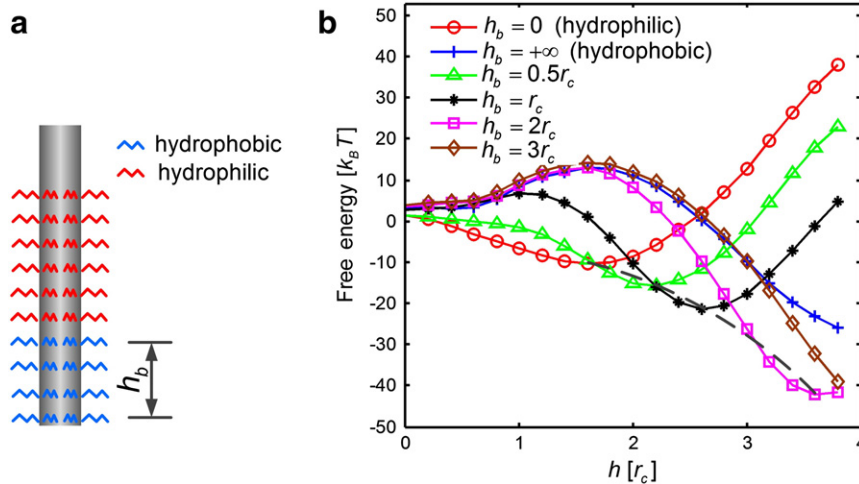 a
hydrophobic
hydrophilic
h_b
b
h_b = 0 (hydrophilic)
h_b = +∞ (hydrophobic)
h_b = 0.5r_c
h_b = r_c
h_b = 2r_c
h_b = 3r_c
Free energy [k_B T]
50
40
30
20
10
0
-10
-20
-30
-40
-50
0 1 2 3 4
h [r_c]